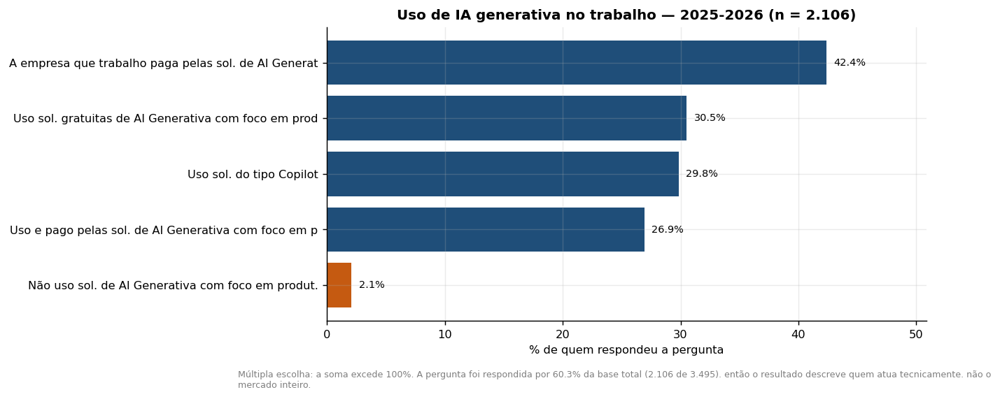 Uso de IA generativa no trabalho — 2025-2026 (n = 2.106)
A empresa que trabalho paga pelas sol. de AI Generat
42.4%
Uso sol. gratuitas de AI Generativa com foco em prod
30.5%
Uso sol. do tipo Copilot
29.8%
Uso e pago pelas sol. de AI Generativa com foco em p
26.9%
Não uso sol. de AI Generativa com foco em produt.
2.1%
0 10 20 30 40 50
% de quem respondeu a pergunta
Múltipla escolha: a soma excede 100%. A pergunta foi respondida por 60.3% da base total (2.106 de 3.495). então o resultado descreve quem atua tecnicamente. não o
mercado inteiro.